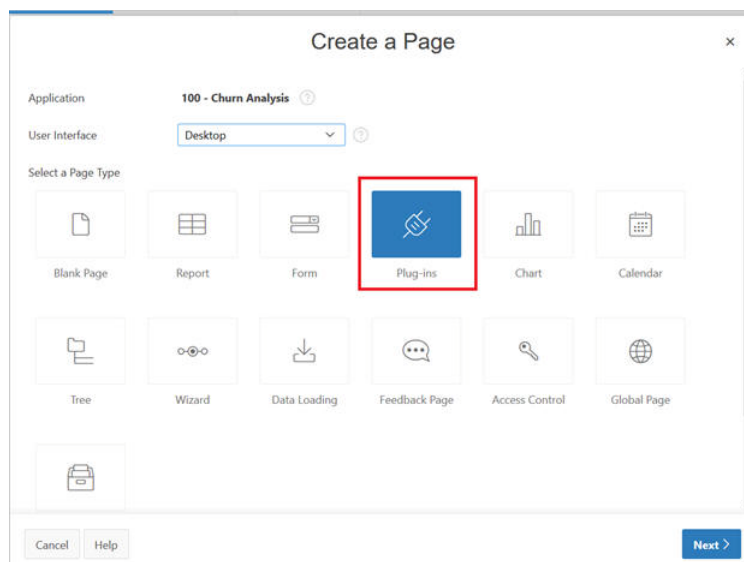 Create a Page
×
Application 100 - Churn Analysis ?
User Interface Desktop ?
Select a Page Type
Blank Page Report Form Plug-ins Chart Calendar
Tree Wizard Data Loading Feedback Page Access Control Global Page
Cancel Help Next >